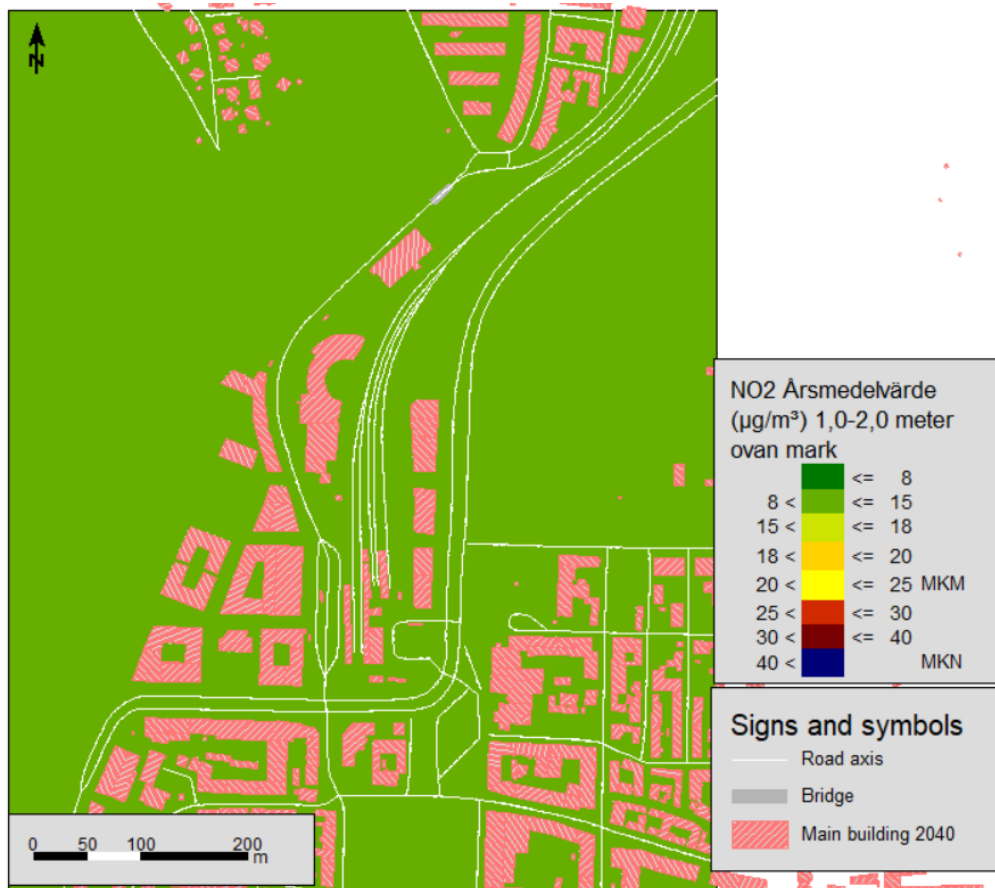 N
NO2 Årsmedelvärde
(µg/m³) 1,0-2,0 meter
ovan mark
<= 8
8 < <= 15
15 < <= 18
18 < <= 20
20 < <= 25 MKM
25 < <= 30
30 < <= 40
40 < MKN
Signs and symbols
Road axis
Bridge
Main building 2040
0 50 100 200
m